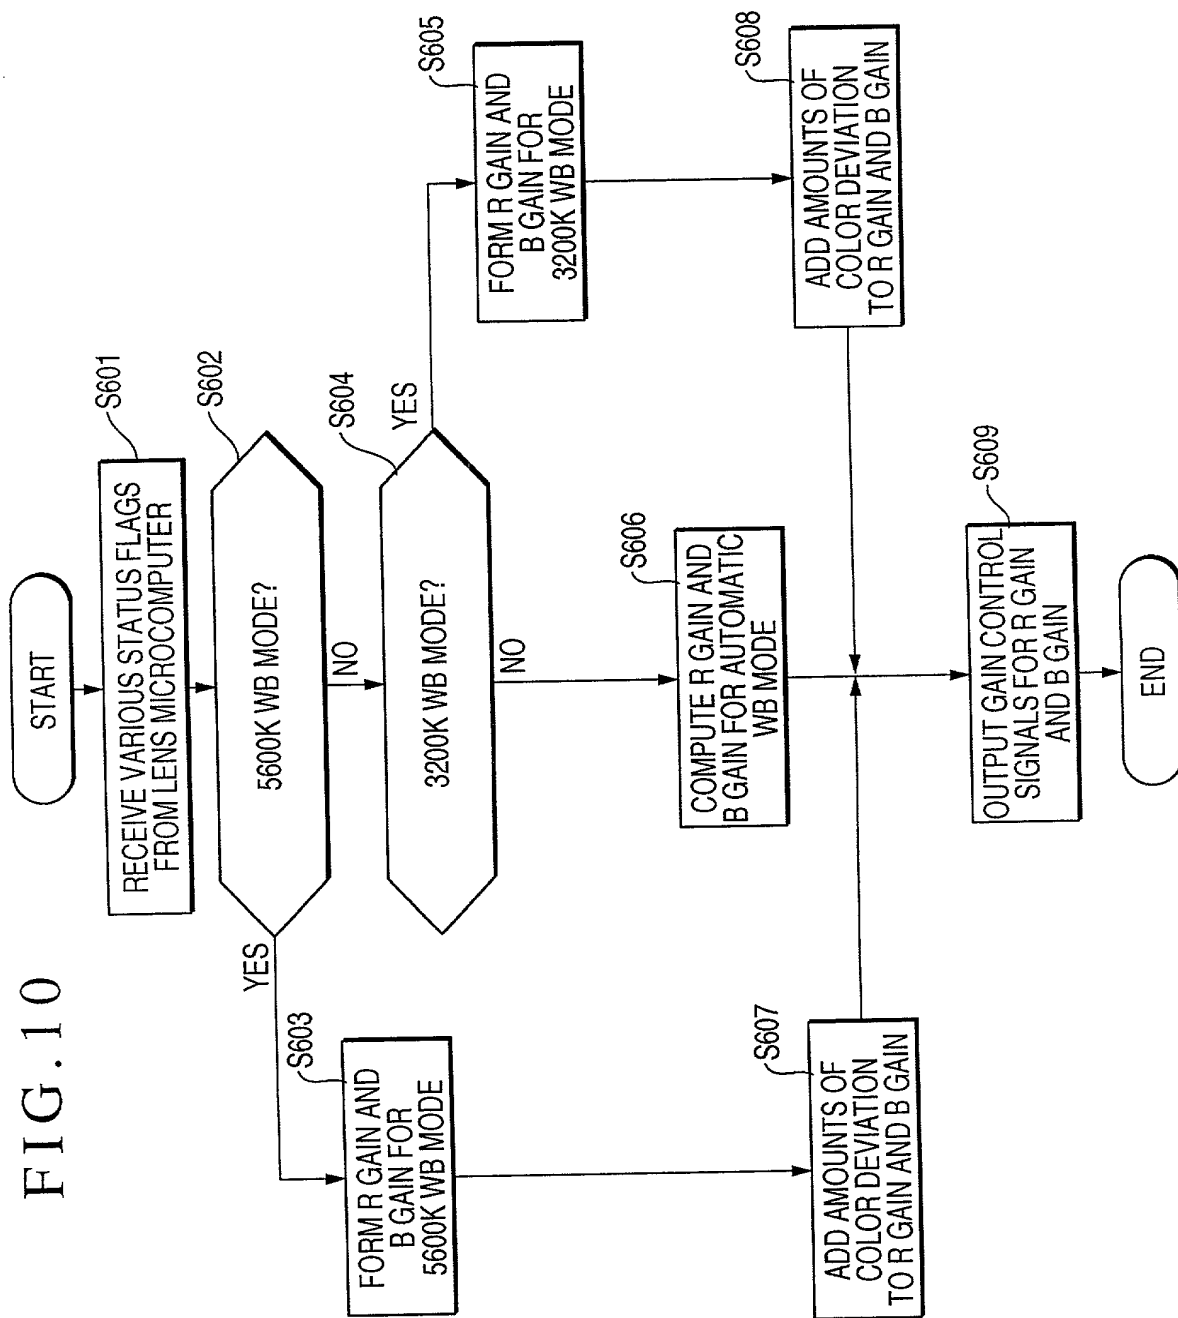 FIG.10
START
RECEIVE VARIOUS STATUS FLAGS
FROM LENS MICROCOMPUTER
S601
5600K WB MODE?
S602
YES
NO
FORM R GAIN AND
B GAIN FOR
5600K WB MODE
S603
3200K WB MODE?
S604
YES
NO
FORM R GAIN AND
B GAIN FOR
3200K WB MODE
S605
COMPUTE R GAIN AND
B GAIN FOR AUTOMATIC
WB MODE
S606
ADD AMOUNTS OF
COLOR DEVIATION
TO R GAIN AND B GAIN
S607
ADD AMOUNTS OF
COLOR DEVIATION
TO R GAIN AND B GAIN
S608
OUTPUT GAIN CONTROL
SIGNALS FOR R GAIN
AND B GAIN
S609
END